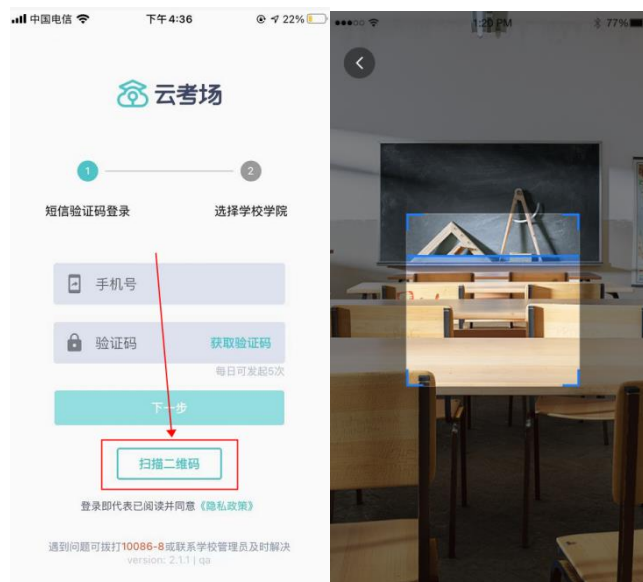 中国电信 下午4:36 22%
云考场
1 2
短信验证码登录 选择学校学院
手机号
验证码 获取验证码
每日可发起5次
下一步
扫描二维码
登录即代表已阅读并同意《隐私政策》
遇到问题可拨打10086-8或联系学校管理员及时解决
version: 2.1.1 | qa
1:20 PM 77%